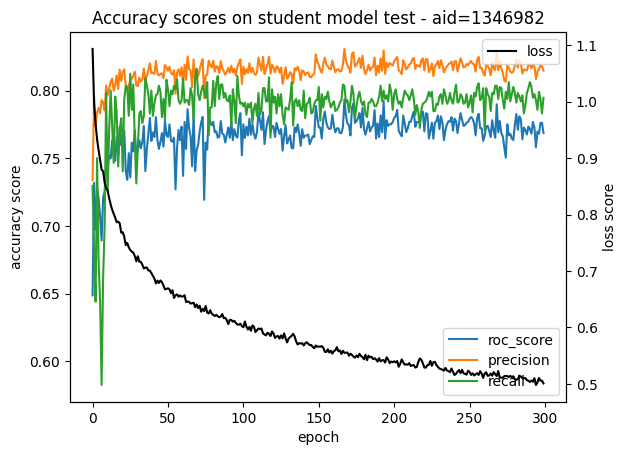 Accuracy scores on student model test - aid=1346982
loss
1.1
1.0
0.9
0.8
0.7
0.6
0.5
loss score
0.80
0.75
0.70
0.65
0.60
accuracy score
roc_score
precision
recall
0
50
100
150
200
250
300
epoch